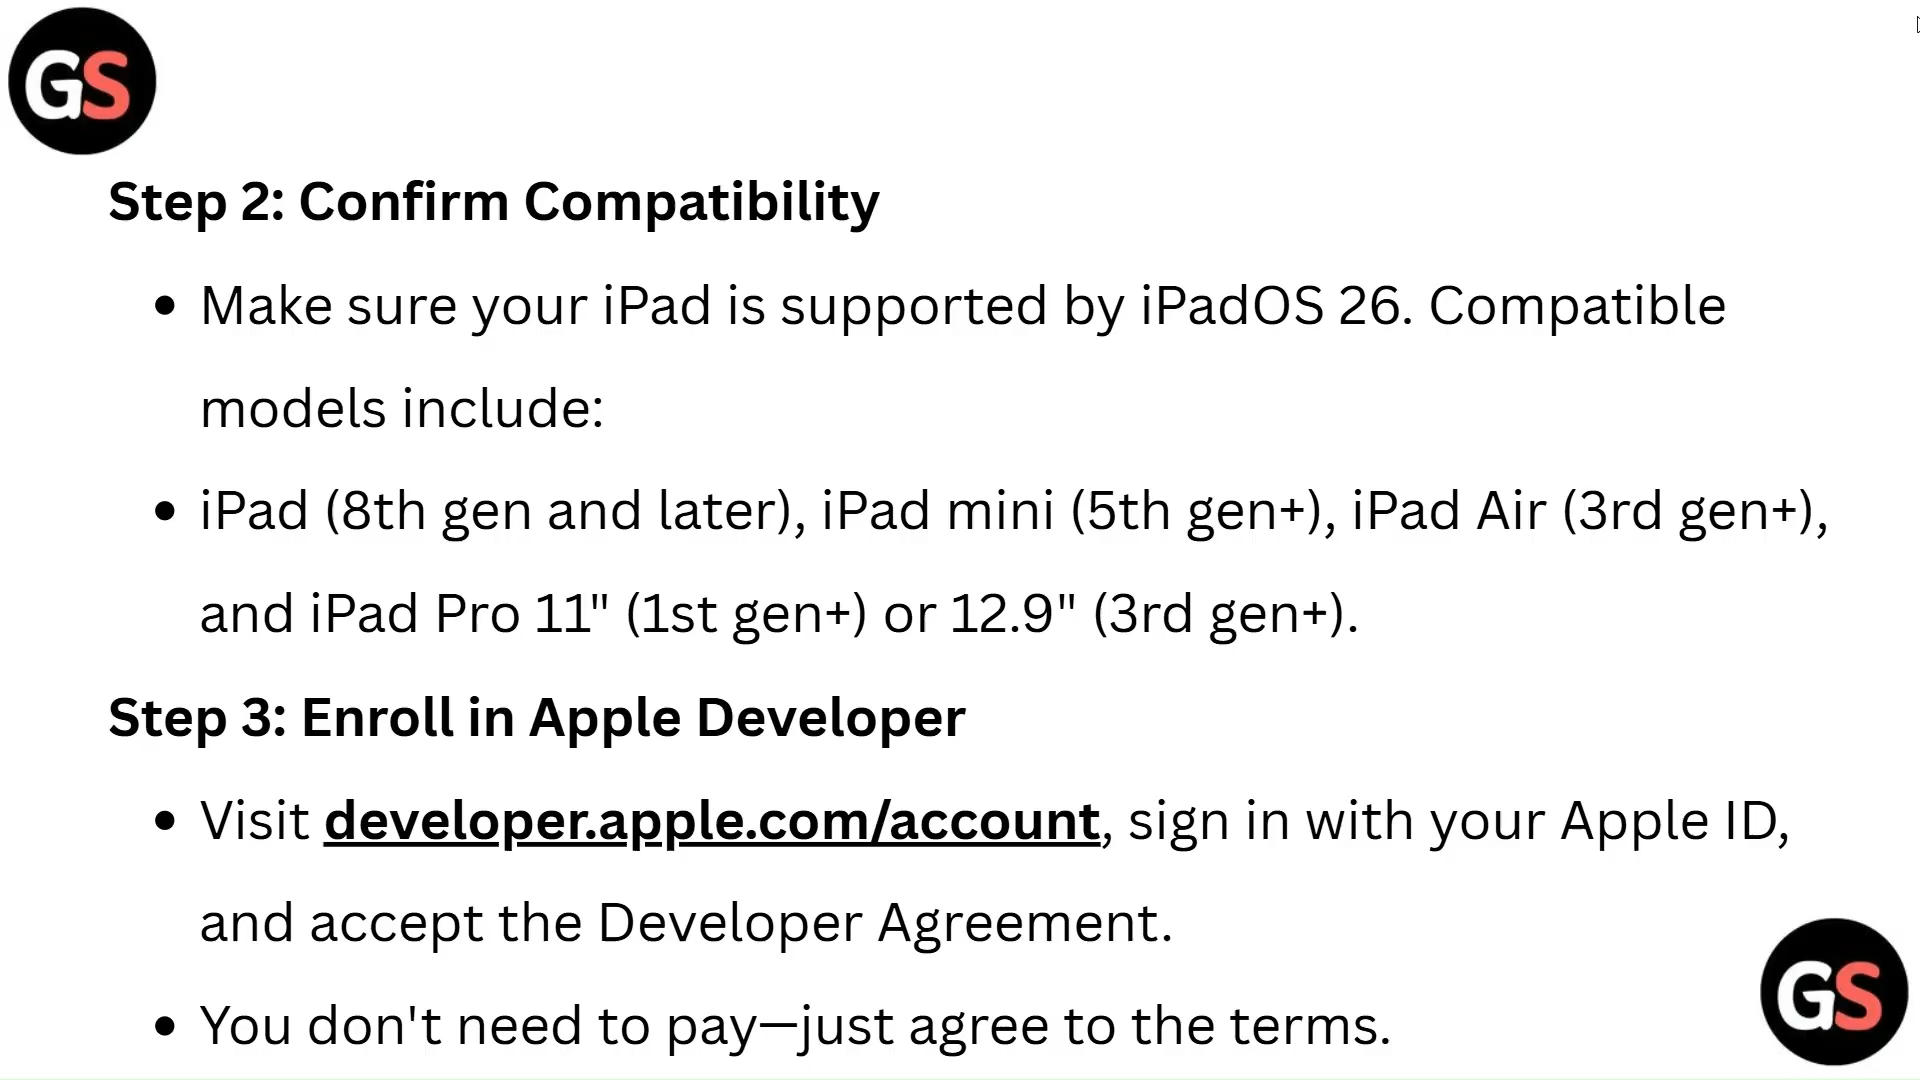 GS
Step 2: Confirm Compatibility
• Make sure your iPad is supported by iPadOS 26. Compatible
models include:
• iPad (8th gen and later), iPad mini (5th gen+), iPad Air (3rd gen+),
and iPad Pro 11" (1st gen+) or 12.9" (3rd gen+).
Step 3: Enroll in Apple Developer
• Visit developer.apple.com/account, sign in with your Apple ID,
and accept the Developer Agreement.
• You don't need to pay—just agree to the terms.
GS